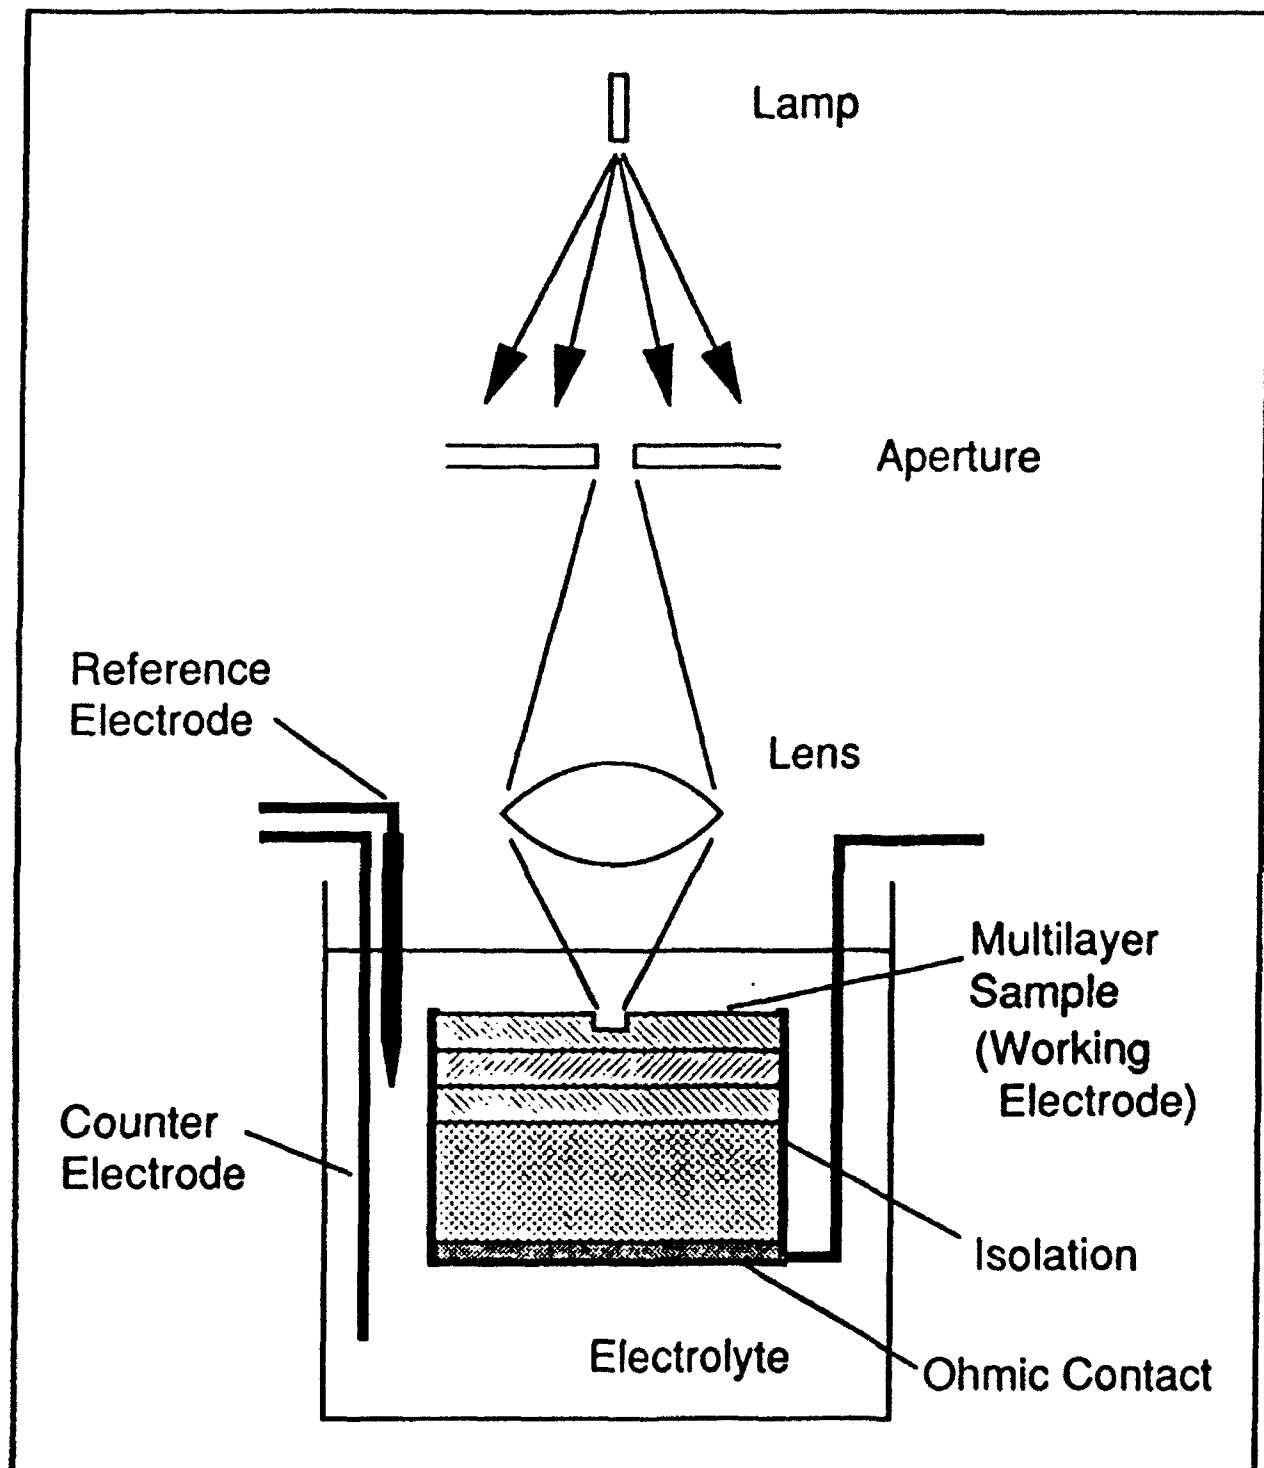 Lamp
Aperture
Reference
Electrode
Lens
Multilayer
Sample
(Working
Electrode)
Counter
Electrode
Isolation
Electrolyte
Ohmic Contact